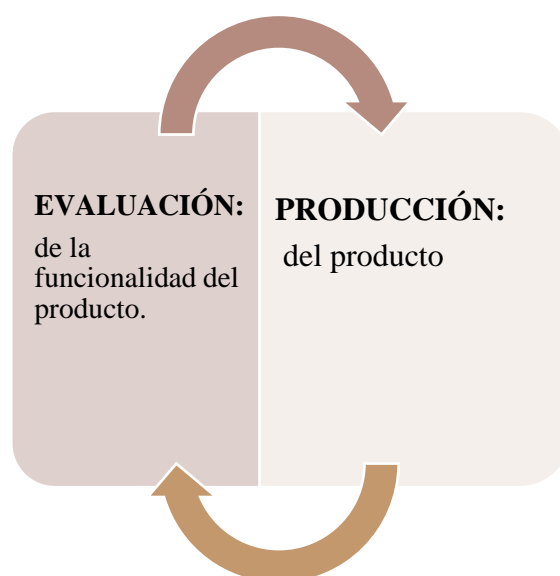 EVALUACIÓN:
de la
funcionalidad del
producto.
PRODUCCIÓN:
del producto